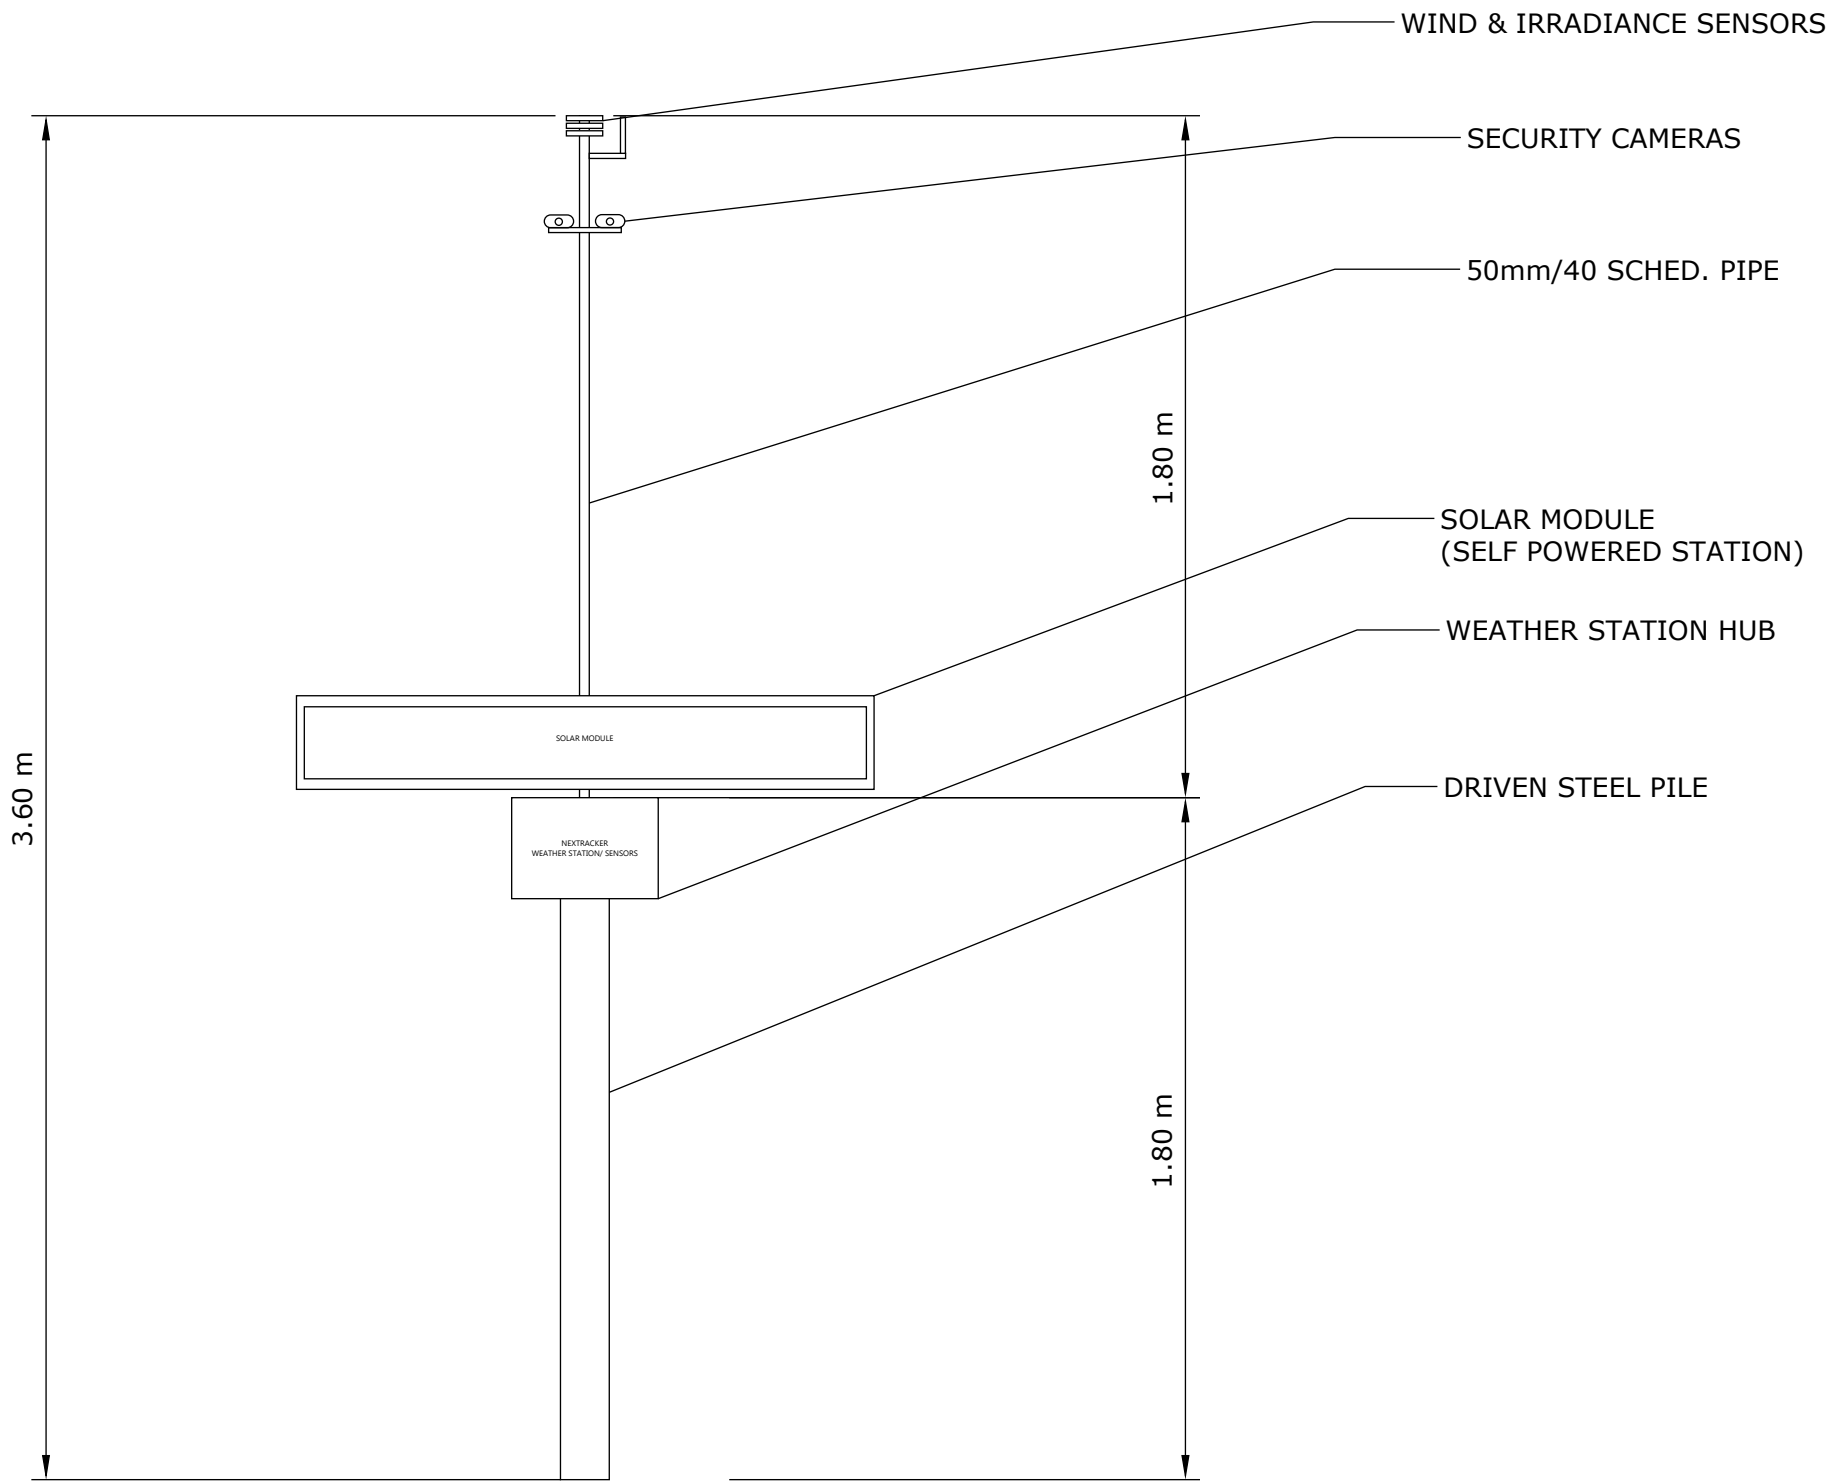 WIND & IRRADIANCE SENSORS
SECURITY CAMERAS
50mm/40 SCHED. PIPE
1.80 m
SOLAR MODULE
(SELF POWERED STATION)
WEATHER STATION HUB
SOLAR MODULE
3.60 m
DRIVEN STEEL PILE
NEXTRACKER
WEATHER STATION/ SENSORS
1.80 m